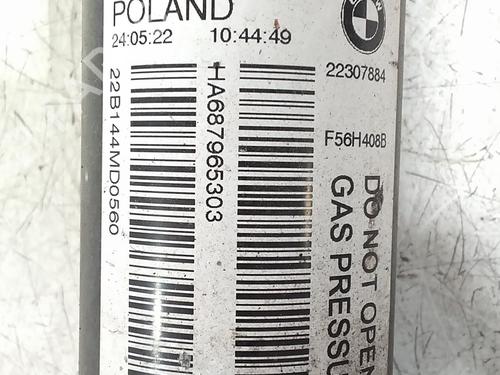 POLAND
24:05:22 10:44:49
22307884
F56H408B
22B144MD0560
HA687965303
DO NOT OPEN
GAS PRESSU